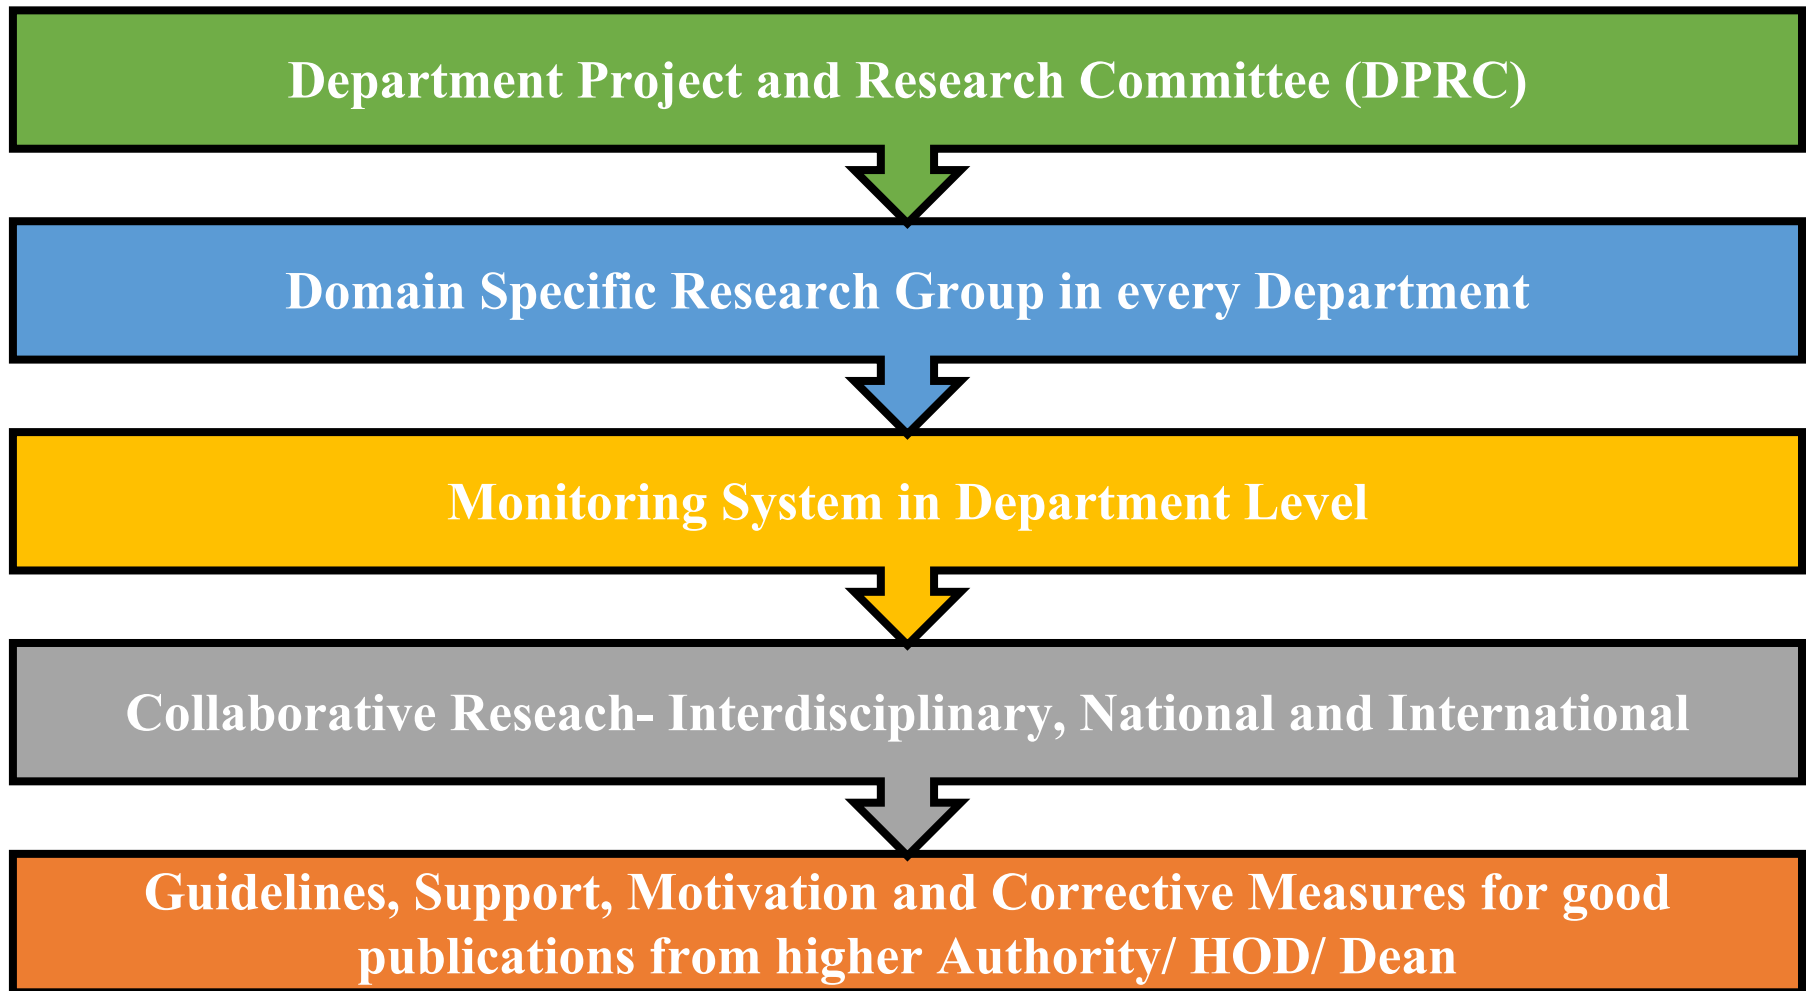 Department Project and Research Committee (DPRC)
Domain Specific Research Group in every Department
Monitoring System in Department Level
Collaborative Reseach- Interdisciplinary, National and International
Guidelines, Support, Motivation and Corrective Measures for good
publications from higher Authority/ HOD/ Dean